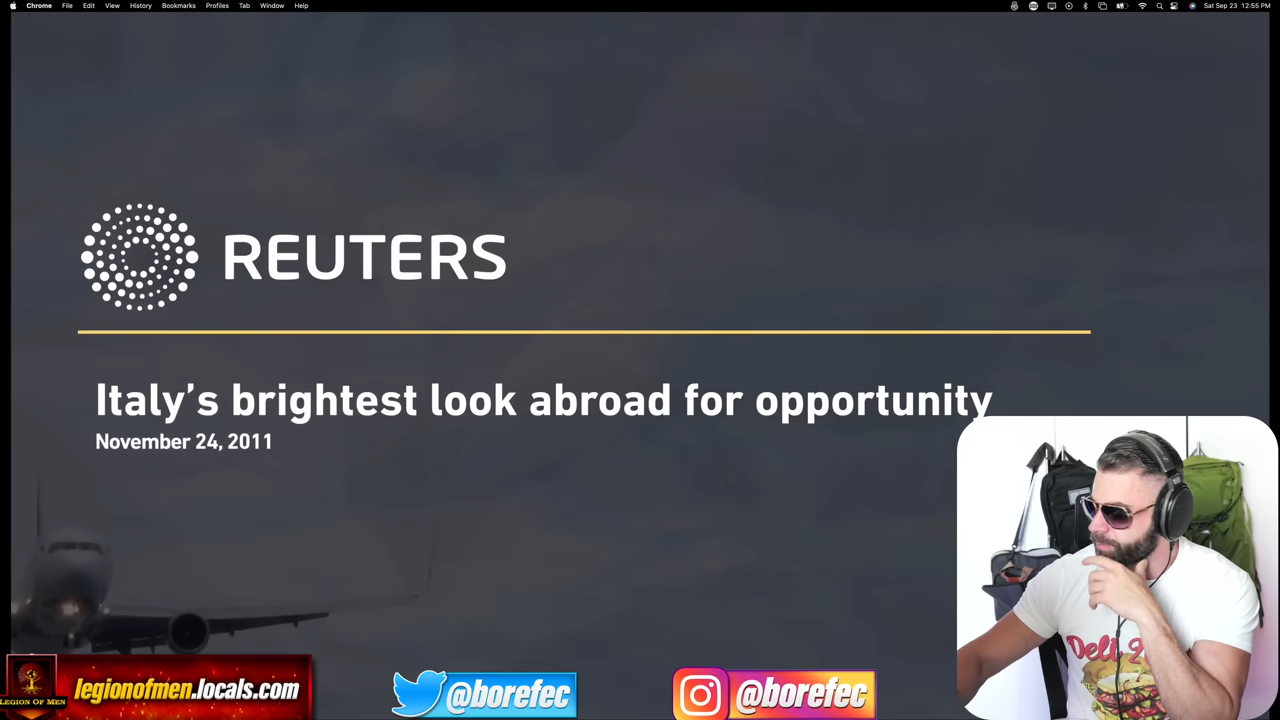 Chrome File Edit View History Bookmarks Profiles Tab Window Help
Sat Sep 23 12:55 PM
REUTERS
Italy's brightest look abroad for opportunity
November 24, 2011
LEGION OF MEN
legionofmen.locals.com
@borefec
@borefec